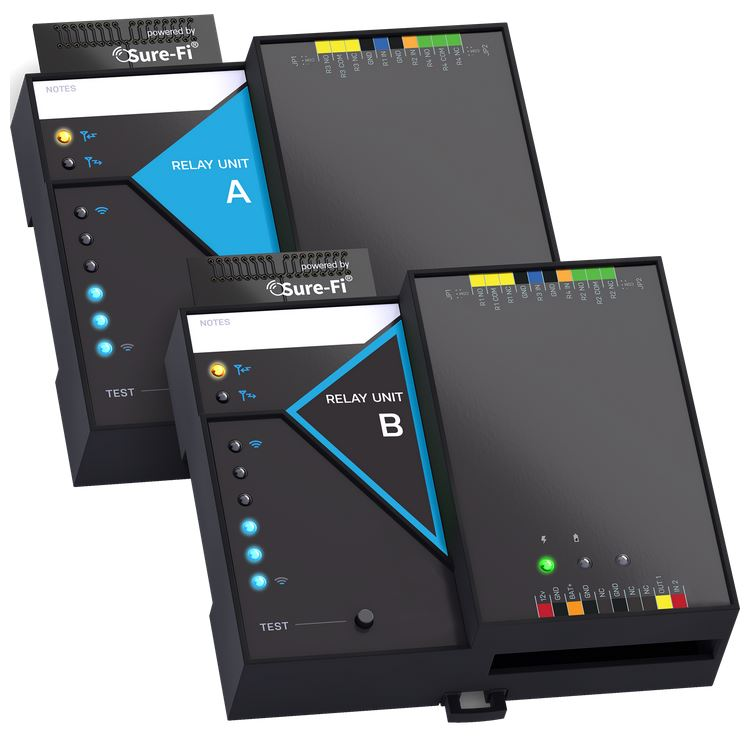 powered by
Sure-Fi®
NOTES
RELAY UNIT
A
TEST
JP1
R3 NO
R3 COM
R3 NC
GND
R1 IN
GND
R2 IN
R4 NO
R4 COM
R4 NC
JP2
powered by
Sure-Fi®
NOTES
RELAY UNIT
B
TEST
JP1
R1 NO
R1 COM
R1 NC
GND
R3 IN
GND
R4 IN
R2 NO
R2 COM
R2 NC
JP2
12v
GND
BAT+
GND
NC
GND
NC
NC
OUT 1
IN 2